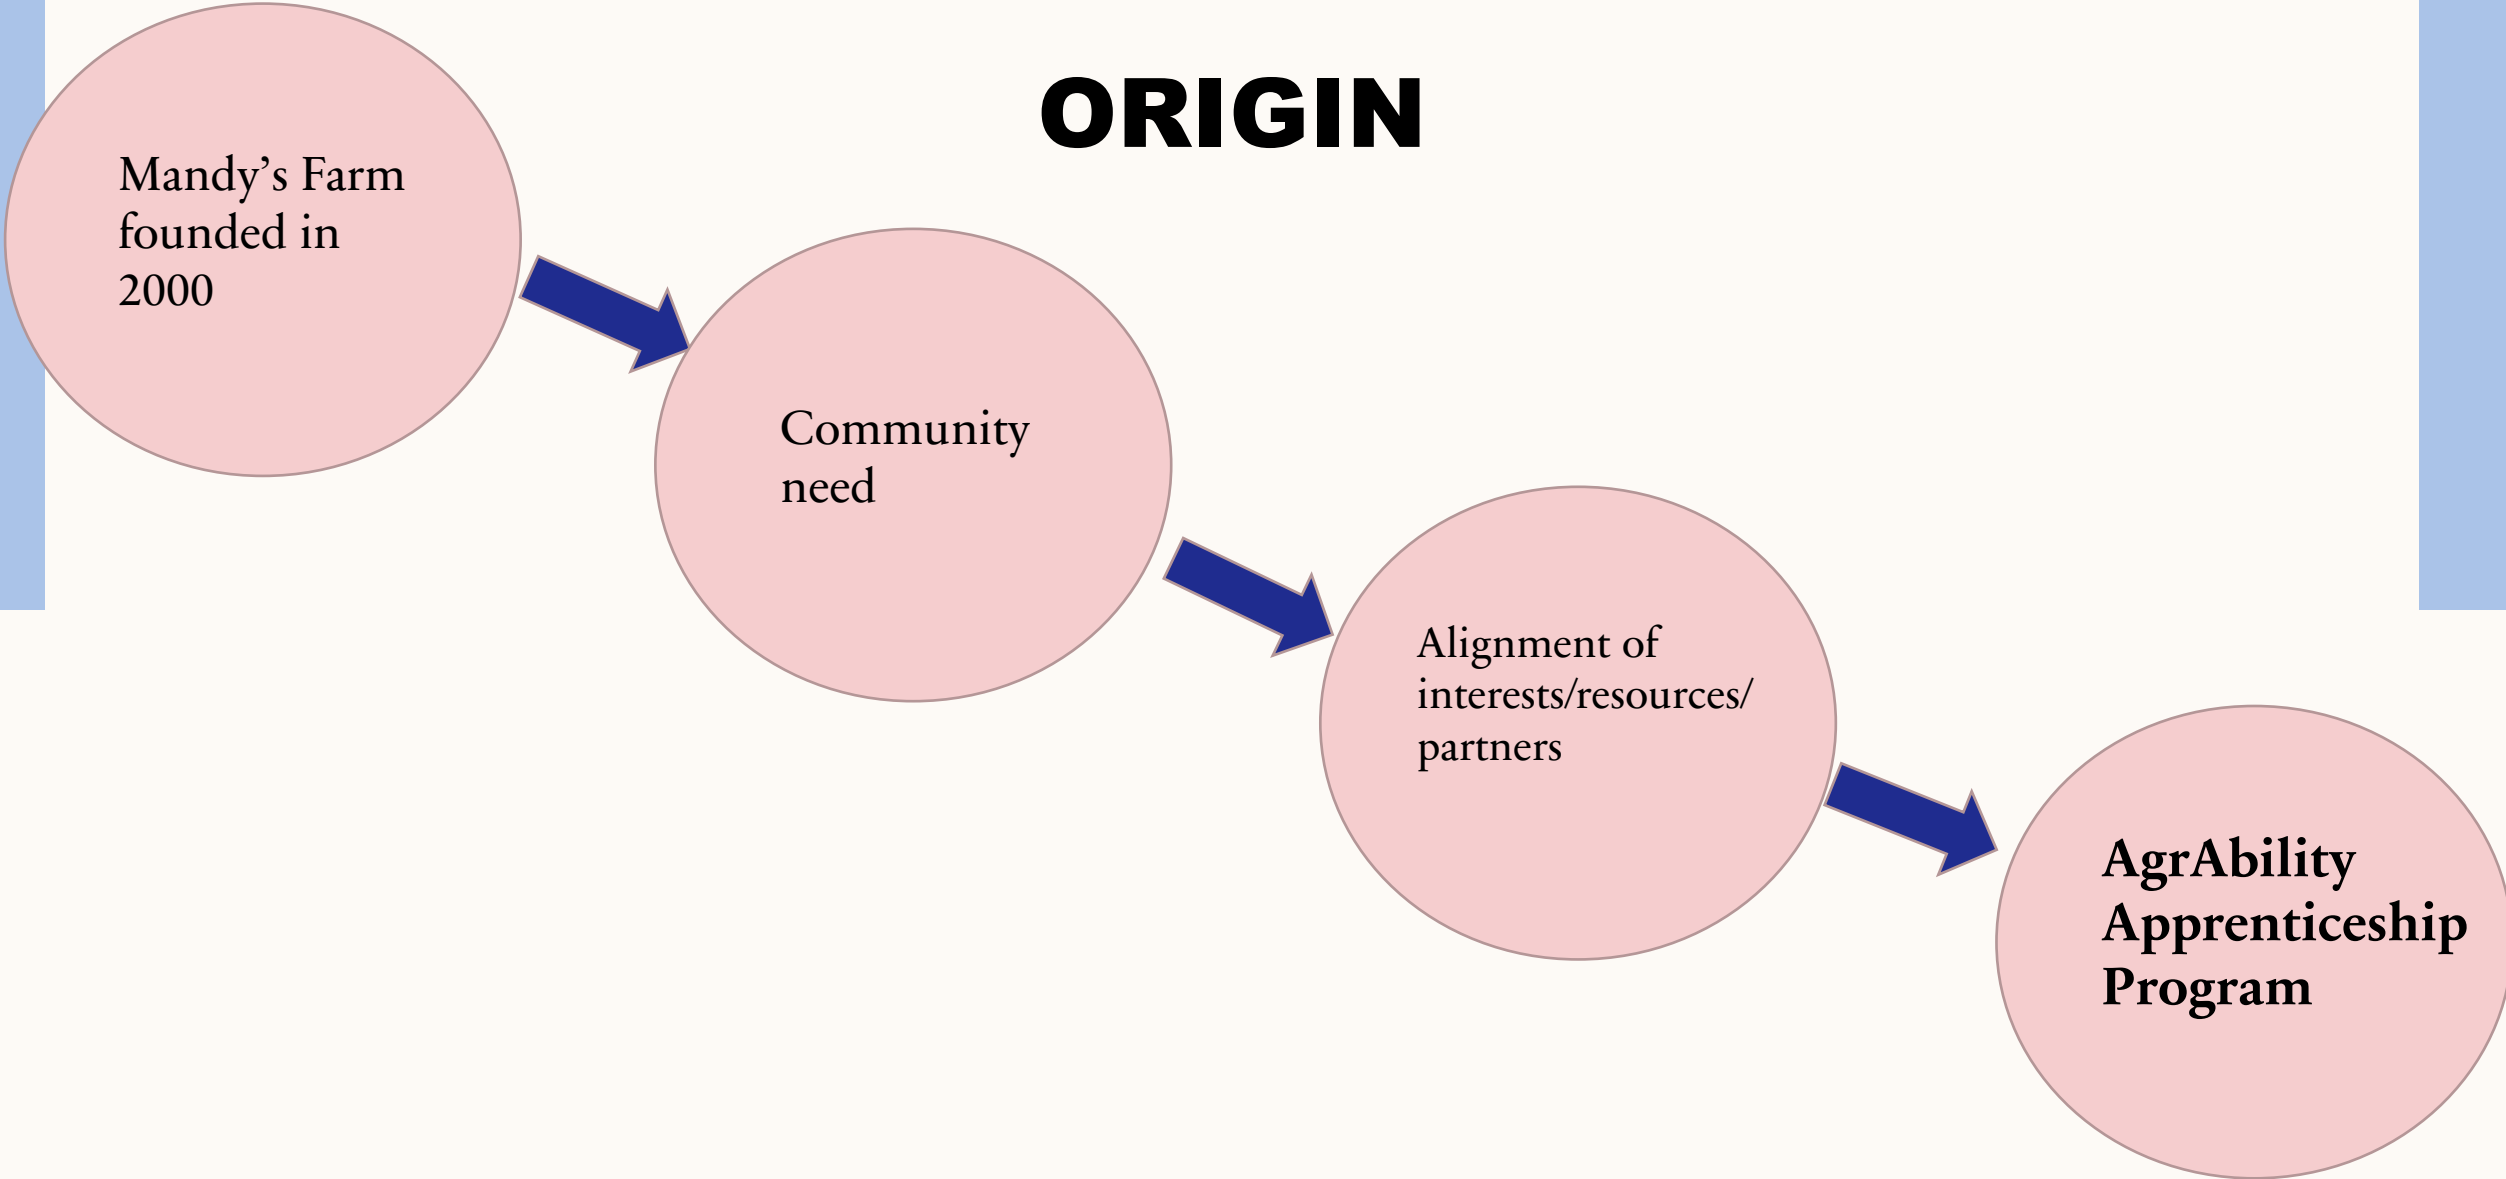 ORIGIN
Mandy’s Farm
founded in
2000
Community
need
Alignment of
interests/resources/
partners
AgrAbility
Apprenticeship
Program